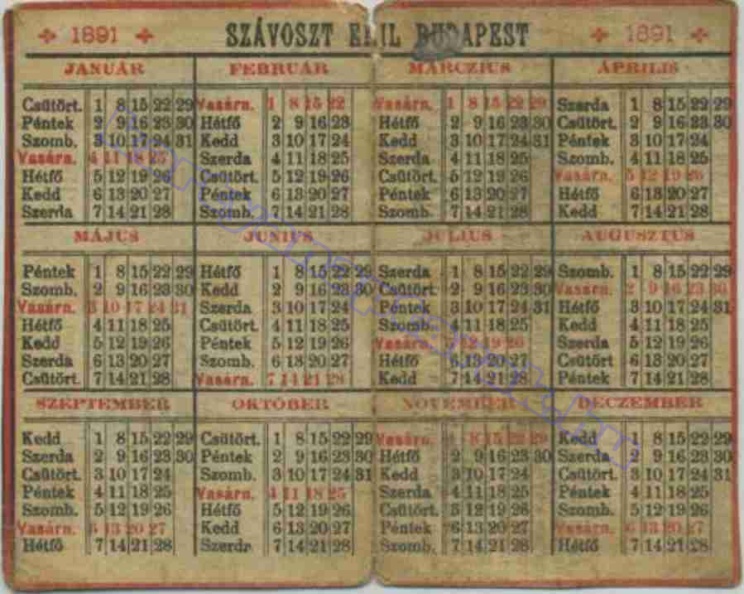 ✣ 1891 ✣ SZÁVOSZT EMIL BUDAPEST ✣ 1891 ✣
JANUÁR FEBRUÁR MÁRCZIUS ÁPRILIS
Csütört. 1 8 15 22 29 Vasárn. 1 8 15 22 Vasárn. 1 8 15 22 29 Szerda 1 8 15 22 29
Péntek 2 9 16 23 30 Hétfő 2 9 16 23 Hétfő 2 9 16 23 30 Csütört. 2 9 16 23 30
Szomb. 3 10 17 24 31 Kedd 3 10 17 24 Kedd 3 10 17 24 31 Péntek 3 10 17 24
Vasárn. 4 11 18 25 Szerda 4 11 18 25 Szerda 4 11 18 25 Szomb. 4 11 18 25
Hétfő 5 12 19 26 Csütört. 5 12 19 26 Csütört. 5 12 19 26 Vasárn. 5 12 19 26
Kedd 6 13 20 27 Péntek 6 13 20 27 Péntek 6 13 20 27 Hétfő 6 13 20 27
Szerda 7 14 21 28 Szomb. 7 14 21 28 Szomb. 7 14 21 28 Kedd 7 14 21 28
MÁJUS JUNIUS JULIUS AUGUSZTUS
Péntek 1 8 15 22 29 Hétfő 1 8 15 22 29 Szerda 1 8 15 22 29 Szomb. 1 8 15 22 29
Szomb. 2 9 16 23 30 Kedd 2 9 16 23 30 Csütört. 2 9 16 23 30 Vasárn. 2 9 16 23 30
Vasárn. 3 10 17 24 31 Szerda 3 10 17 24 Péntek 3 10 17 24 31 Hétfő 3 10 17 24 31
Hétfő 4 11 18 25 Csütört. 4 11 18 25 Szomb. 4 11 18 25 Kedd 4 11 18 25
Kedd 5 12 19 26 Péntek 5 12 19 26 Vasárn. 5 12 19 26 Szerda 5 12 19 26
Szerda 6 13 20 27 Szomb. 6 13 20 27 Hétfő 6 13 20 27 Csütört 6 13 20 27
Csütört. 7 14 21 28 Vasárn. 7 14 21 28 Kedd 7 14 21 28 Péntek 7 14 21 28
SZEPTEMBER OKTÓBER NOVEMBER DECZEMBER
Kedd 1 8 15 22 29 Csütört. 1 8 15 22 29 Vasárn. 1 8 15 22 29 Kedd 1 8 15 22 29
Szerda 2 9 16 23 30 Péntek 2 9 16 23 30 Hétfő 2 9 16 23 30 Szerda 2 9 16 23 30
Csütört. 3 10 17 24 Szomb. 3 10 17 24 31 Kedd 3 10 17 24 Csütört. 3 10 17 24 31
Péntek 4 11 18 25 Vasárn. 4 11 18 25 Szerda 4 11 18 25 Péntek 4 11 18 25
Szomb. 5 12 19 26 Hétfő 5 12 19 26 Csütört. 5 12 19 26 Szomb. 5 12 19 26
Vasárn. 6 13 20 27 Kedd 6 13 20 27 Péntek 6 13 20 27 Vasárn. 6 13 20 27
Hétfő 7 14 21 28 Szerda 7 14 21 28 Szomb. 7 14 21 28 Hétfő 7 14 21 28